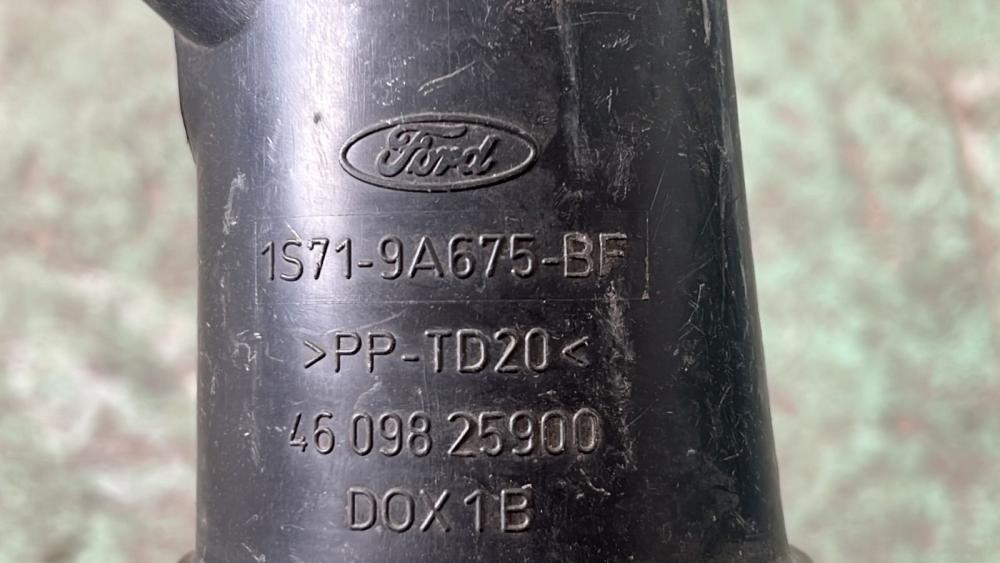 Ford
1S71-9A675-BF
>PP-TD20<
46 098 25900
DOX1B